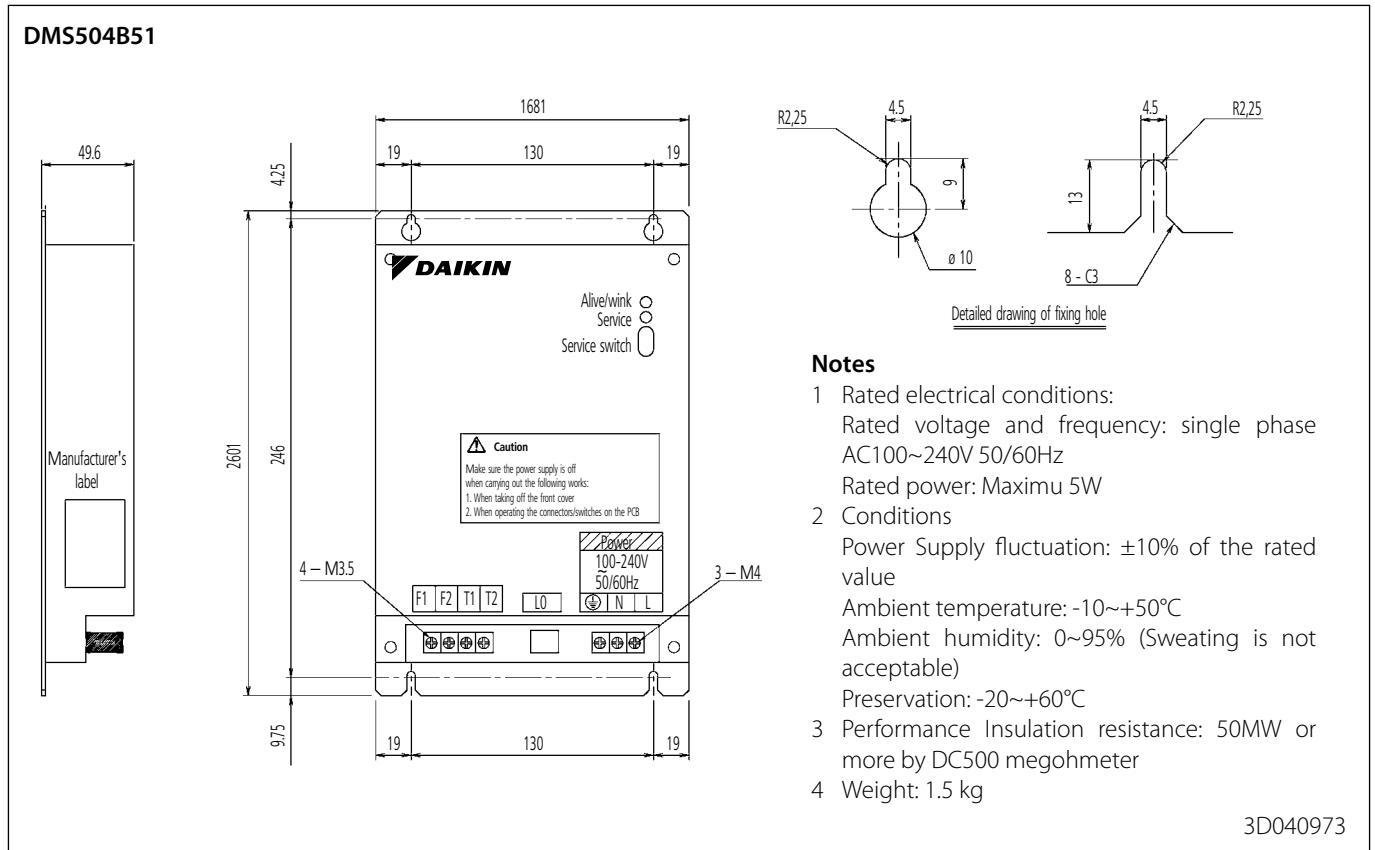 DMS504B51
1681
19 130 19
49.6
4.25
2601
246
9.75
DAIKIN
Alive/wink
Service
Service switch
Manufacturer's
label
Caution
Make sure the power supply is off
when carrying out the following works:
1. When taking off the front cover
2. When operating the connectors/switches on the PCB
Power
100-240V
~
50/60Hz
N L
4 – M3.5
3 – M4
F1 F2 T1 T2
L0
19 130 19
R2,25
4.5
9
ø 10
4.5
R2,25
13
8 - C3
Detailed drawing of fixing hole
Notes
1 Rated electrical conditions:
Rated voltage and frequency: single phase
AC100~240V 50/60Hz
Rated power: Maximu 5W
2 Conditions
Power Supply fluctuation: ±10% of the rated
value
Ambient temperature: -10~+50°C
Ambient humidity: 0~95% (Sweating is not
acceptable)
Preservation: -20~+60°C
3 Performance Insulation resistance: 50MW or
more by DC500 megohmeter
4 Weight: 1.5 kg
3D040973